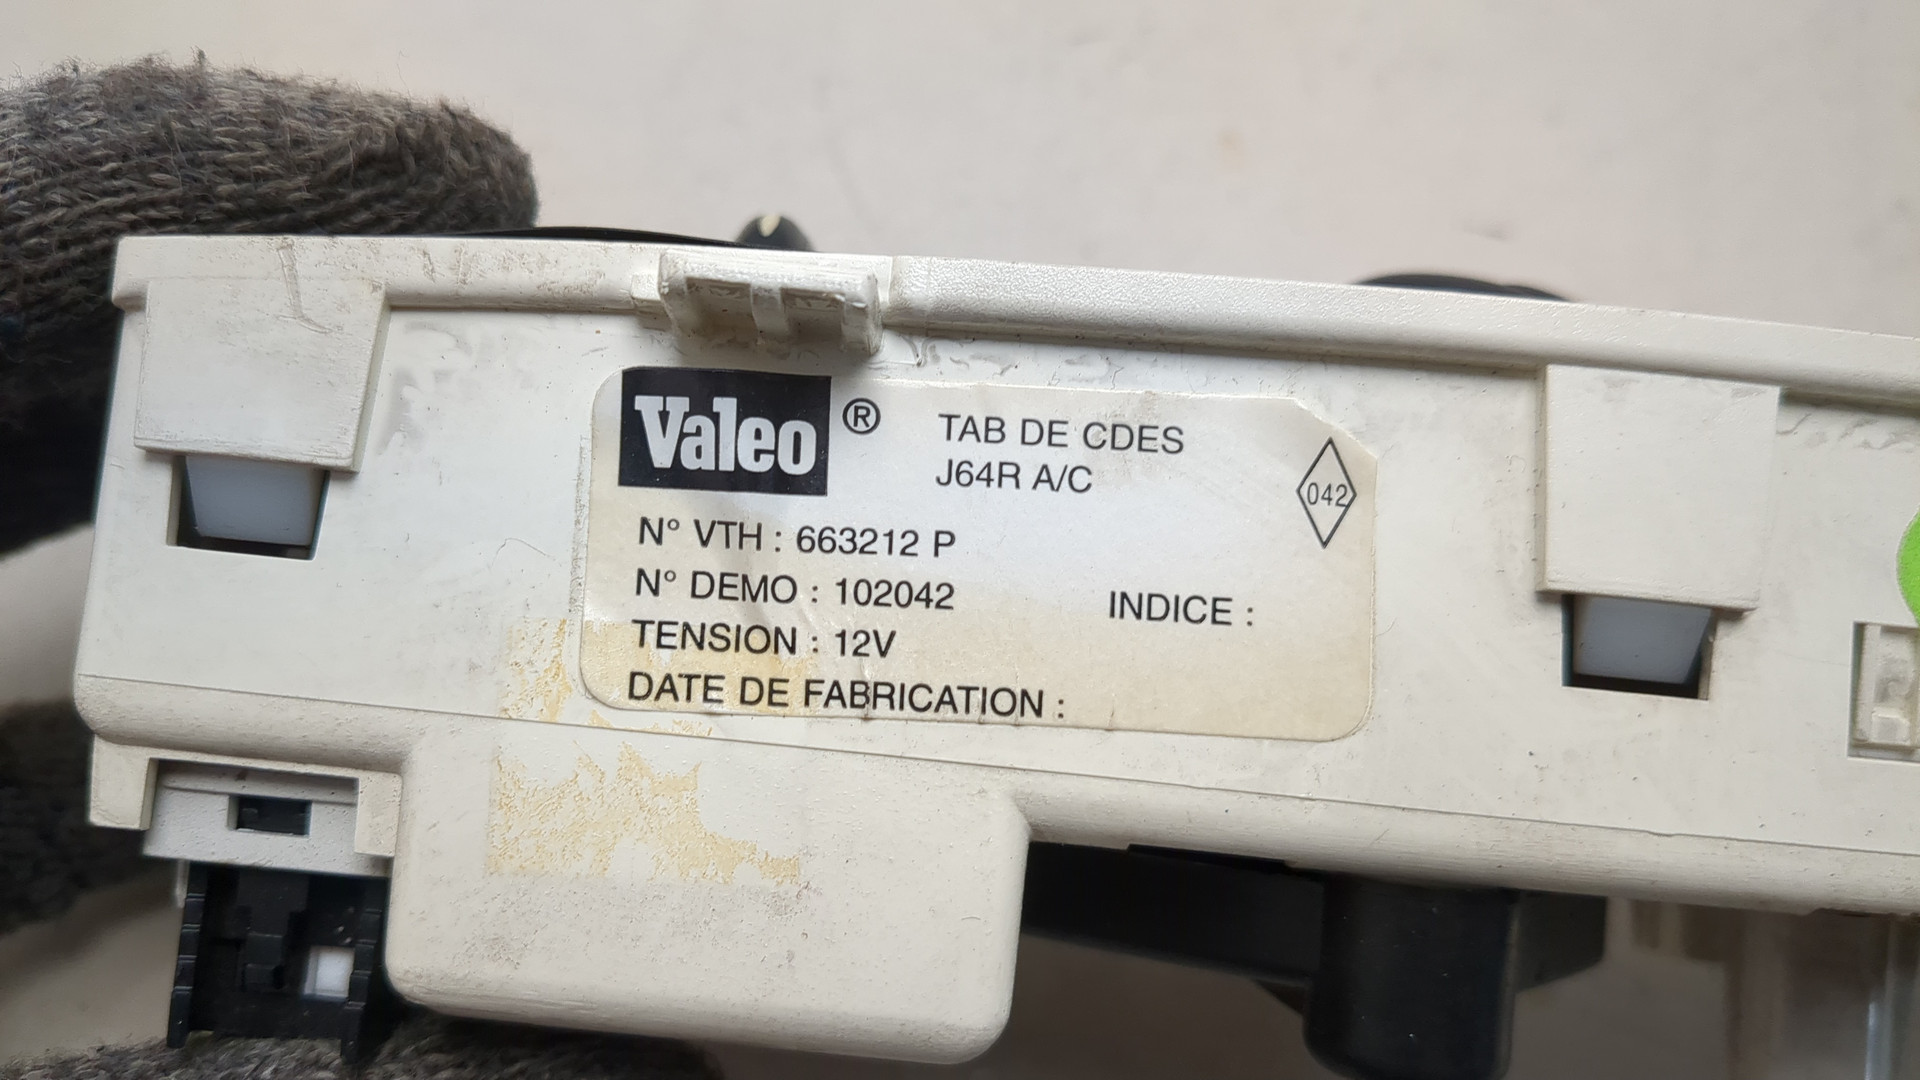 Valeo ®
TAB DE CDES
J64R A/C
042
N° VTH : 663212 P
N° DEMO : 102042
INDICE :
TENSION : 12V
DATE DE FABRICATION :